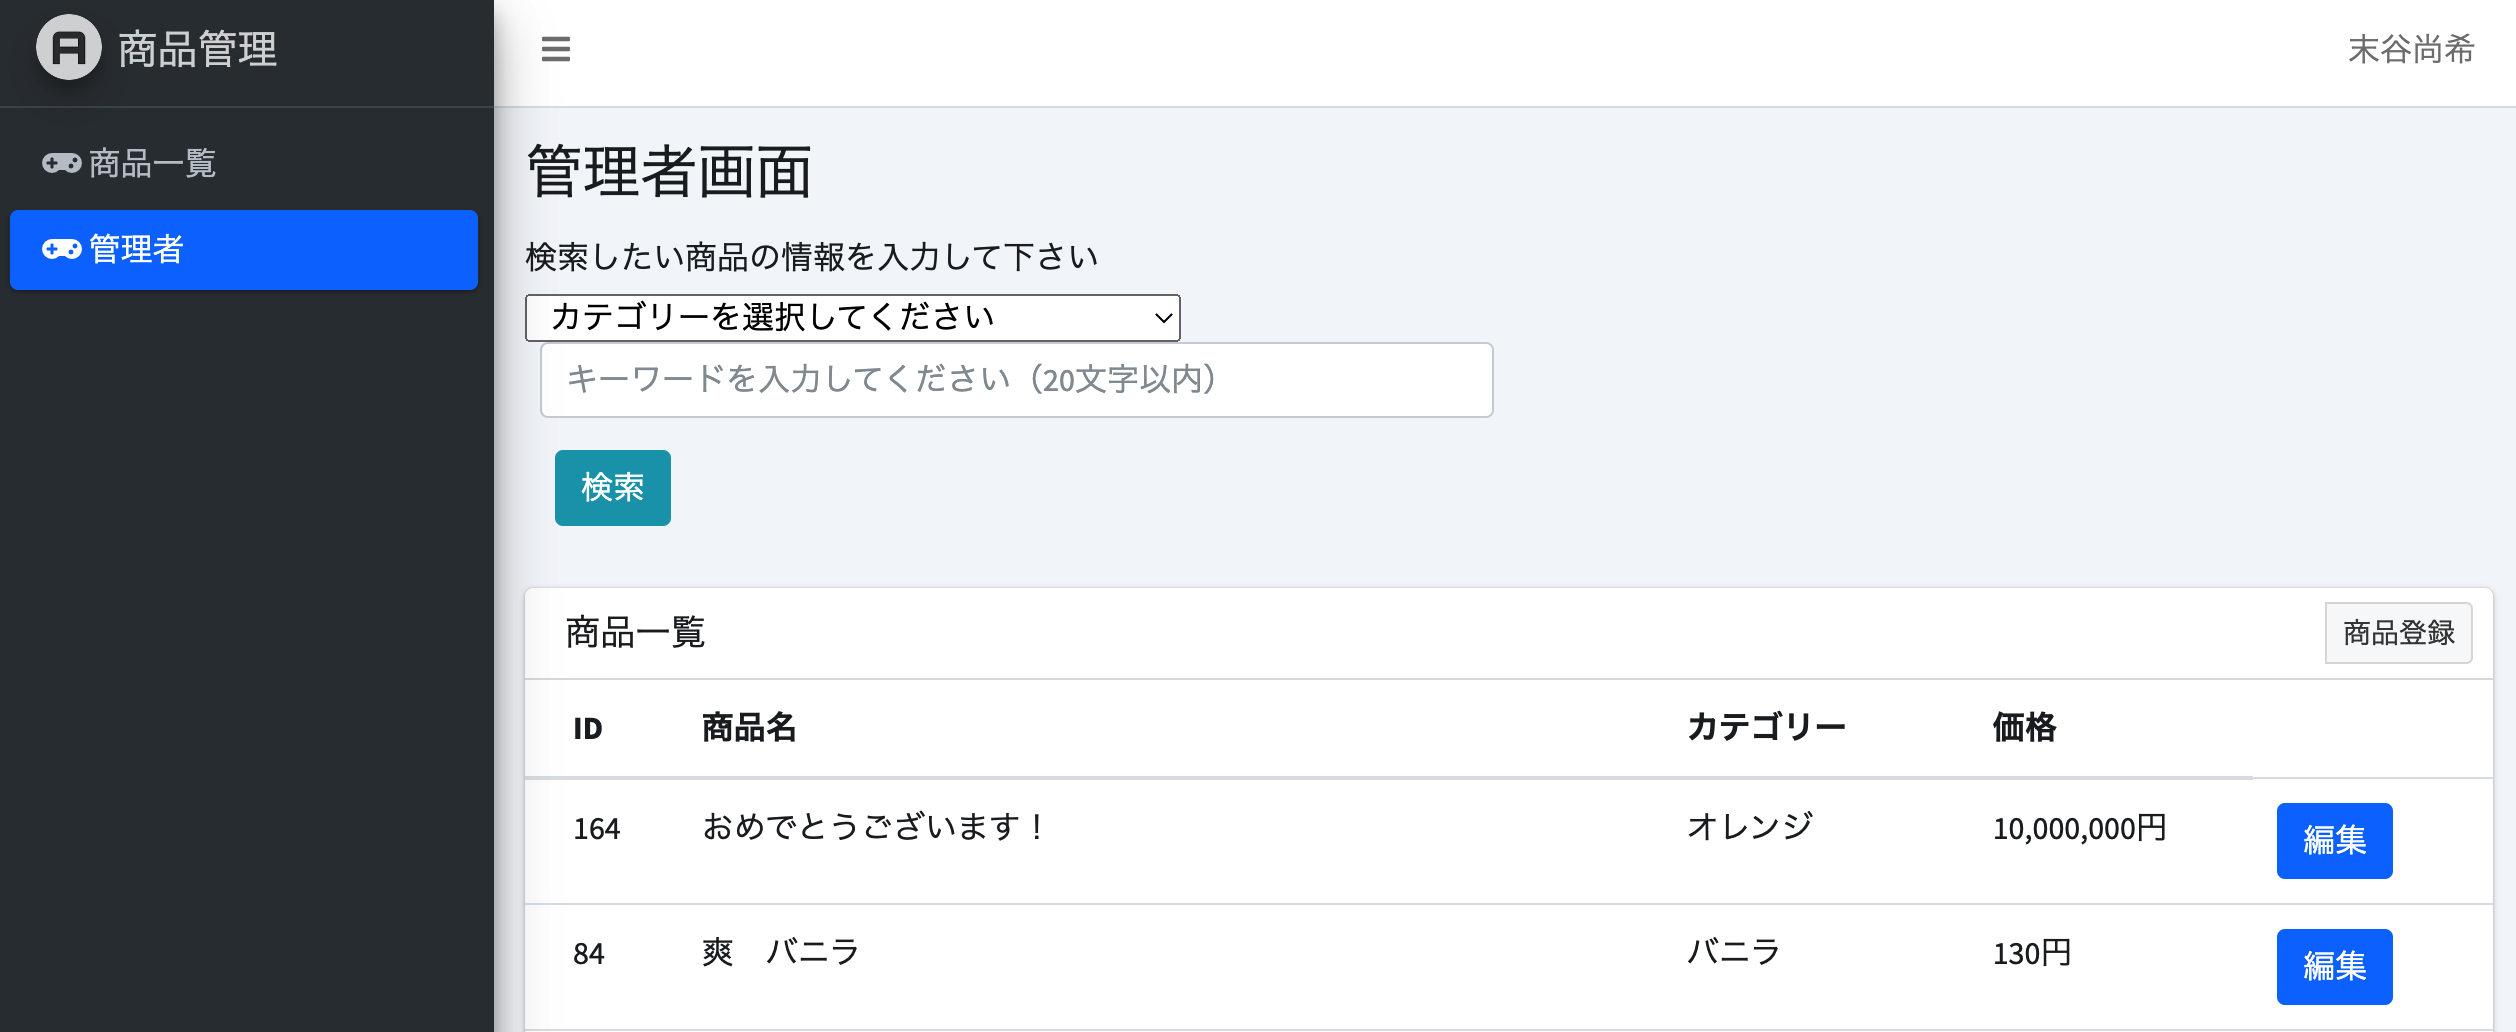 商品管理
末谷尚希
商品一覧
管理者
管理者画面
検索したい商品の情報を入力して下さい
カテゴリーを選択してください
キーワードを入力してください（20文字以内）
検索
商品一覧
商品登録
ID 商品名 カテゴリー 価格
164 おめでとうございます！ オレンジ 10,000,000円 編集
84 爽　バニラ バニラ 130円 編集